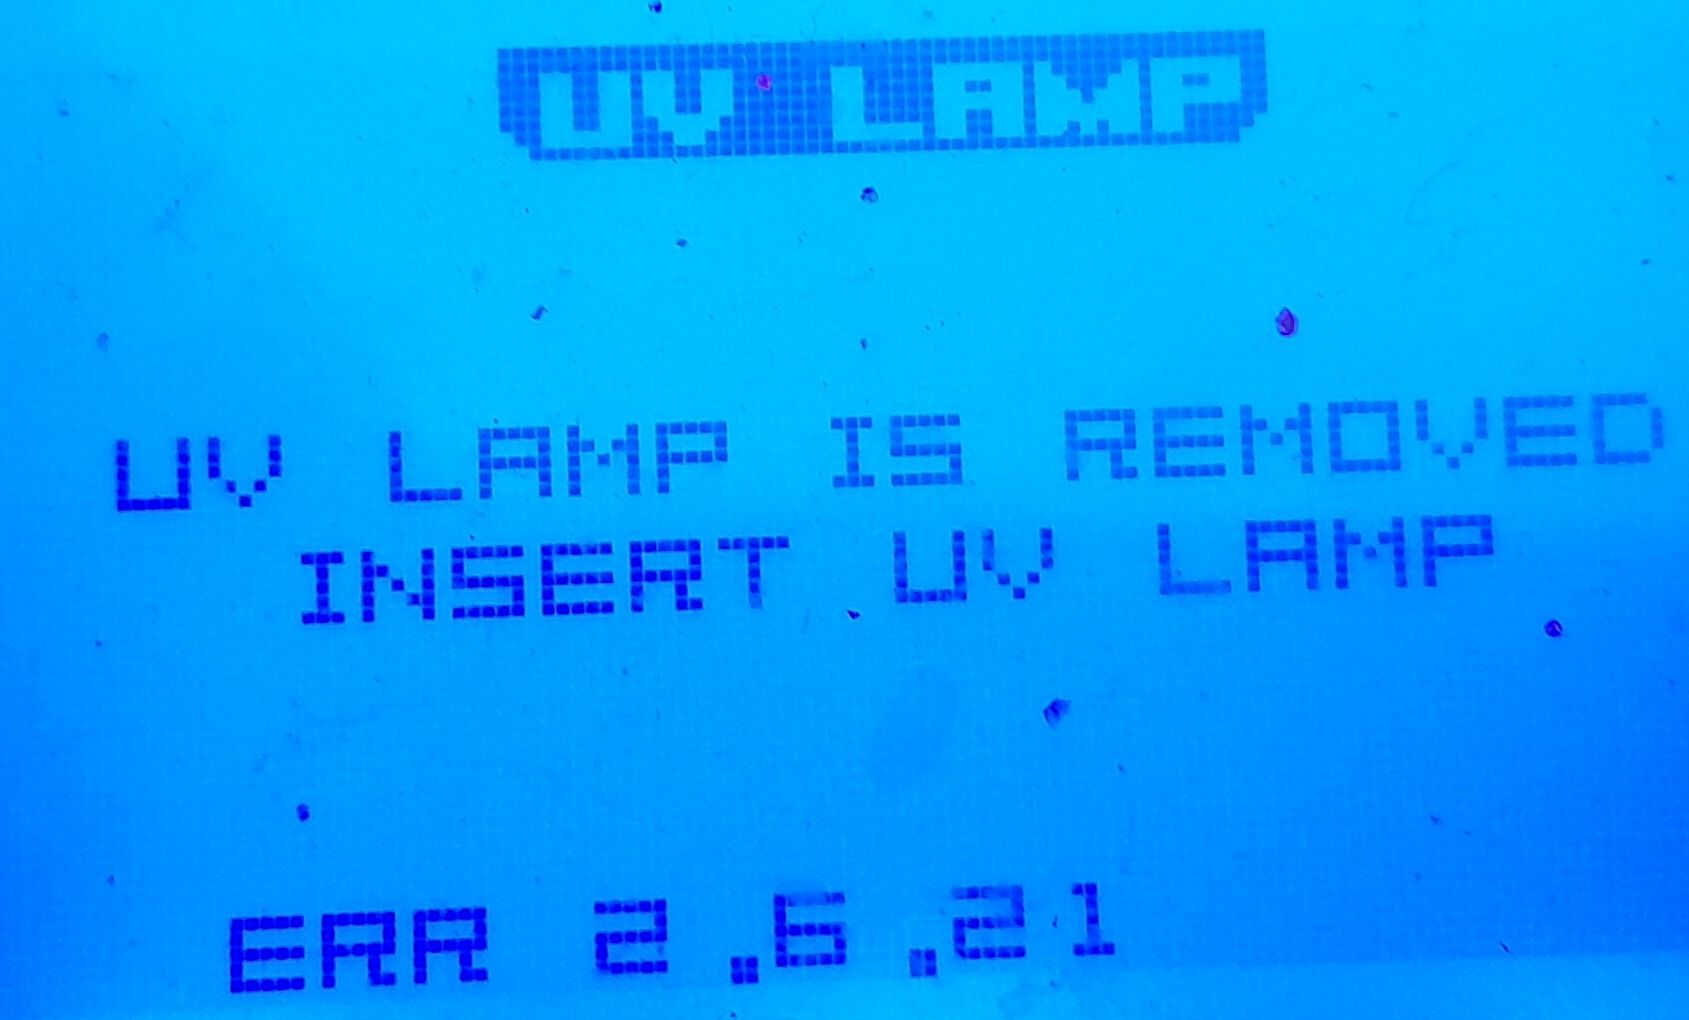 UV LAMP
UV LAMP IS REMOVED
INSERT UV LAMP
ERR 2.6.21